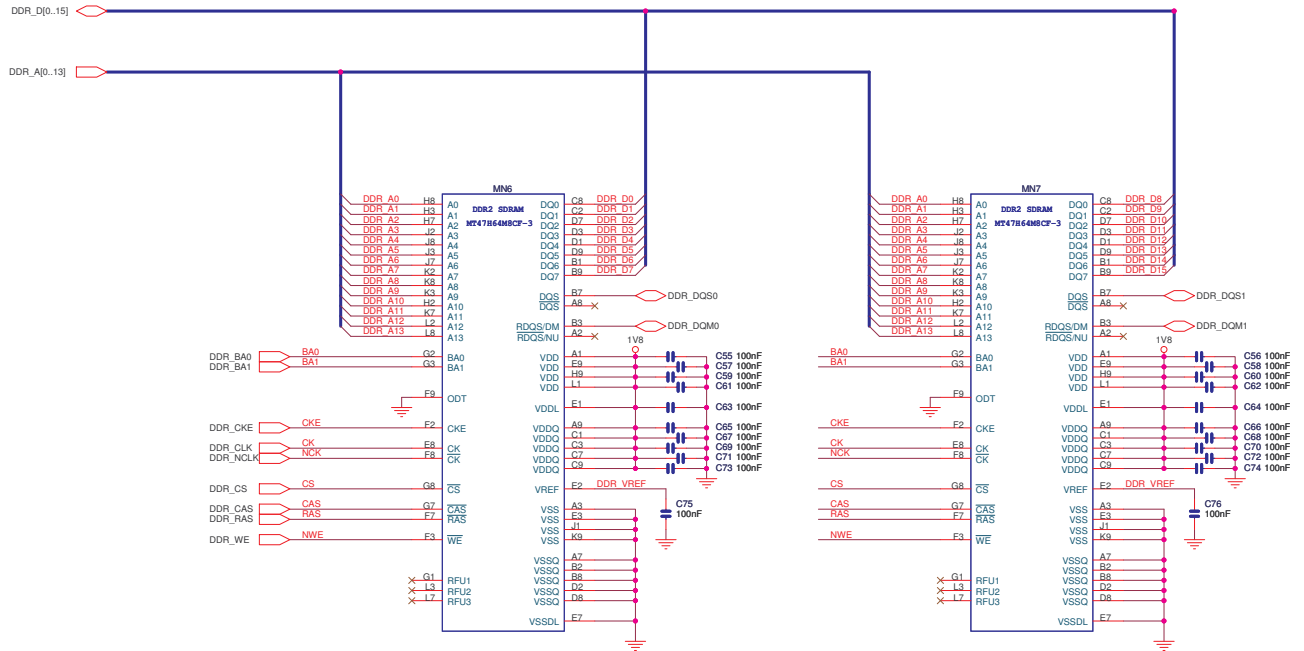 DDR_D[0..15]
DDR_A[0..13]
MN6
DDR2 SDRAM
MT47H64M8CF-3
DDR_A0 H8 A0
DDR_A1 H3 A1
DDR_A2 H7 A2
DDR_A3 J2 A3
DDR_A4 J8 A4
DDR_A5 J3 A5
DDR_A6 J7 A6
DDR_A7 K2 A7
DDR_A8 K8 A8
DDR_A9 K3 A9
DDR_A10 H2 A10
DDR_A11 K7 A11
DDR_A12 L2 A12
DDR_A13 L8 A13
DDR_BA0 BA0 G2 BA0
DDR_BA1 BA1 G3 BA1
F9 ODT
DDR_CKE CKE F2 CKE
DDR_CLK CK E8 CK
DDR_NCLK NCK F8 CK
DDR_CS CS G8 CS
DDR_CAS CAS G7 CAS
DDR_RAS RAS F7 RAS
DDR_WE NWE F3 WE
G1 RFU1
L3 RFU2
L7 RFU3
DQ0 C8 DDR_D0
DQ1 C2 DDR_D1
DQ2 D7 DDR_D2
DQ3 D3 DDR_D3
DQ4 D1 DDR_D4
DQ5 D9 DDR_D5
DQ6 B1 DDR_D6
DQ7 B9 DDR_D7
DQS B7 DDR_DQS0
DQS A8
RDQS/DM B3 DDR_DQM0
RDQS/NU A2
1V8
VDD A1 C55 100nF
VDD E9 C57 100nF
VDD H9 C59 100nF
VDD L1 C61 100nF
VDDL E1 C63 100nF
VDDQ A9 C65 100nF
VDDQ C1 C67 100nF
VDDQ C3 C69 100nF
VDDQ C7 C71 100nF
VDDQ C9 C73 100nF
VREF E2 DDR_VREF
C75
100nF
VSS A3
VSS E3
VSS J1
VSS K9
VSSQ A7
VSSQ B2
VSSQ B8
VSSQ D2
VSSQ D8
VSSDL E7
MN7
DDR2 SDRAM
MT47H64M8CF-3
DDR_A0 H8 A0
DDR_A1 H3 A1
DDR_A2 H7 A2
DDR_A3 J2 A3
DDR_A4 J8 A4
DDR_A5 J3 A5
DDR_A6 J7 A6
DDR_A7 K2 A7
DDR_A8 K8 A8
DDR_A9 K3 A9
DDR_A10 H2 A10
DDR_A11 K7 A11
DDR_A12 L2 A12
DDR_A13 L8 A13
BA0 G2 BA0
BA1 G3 BA1
F9 ODT
CKE F2 CKE
CK E8 CK
NCK F8 CK
CS G8 CS
CAS G7 CAS
RAS F7 RAS
NWE F3 WE
G1 RFU1
L3 RFU2
L7 RFU3
DQ0 C8 DDR_D8
DQ1 C2 DDR_D9
DQ2 D7 DDR_D10
DQ3 D3 DDR_D11
DQ4 D1 DDR_D12
DQ5 D9 DDR_D13
DQ6 B1 DDR_D14
DQ7 B9 DDR_D15
DQS B7 DDR_DQS1
DQS A8
RDQS/DM B3 DDR_DQM1
RDQS/NU A2
1V8
VDD A1 C56 100nF
VDD E9 C58 100nF
VDD H9 C60 100nF
VDD L1 C62 100nF
VDDL E1 C64 100nF
VDDQ A9 C66 100nF
VDDQ C1 C68 100nF
VDDQ C3 C70 100nF
VDDQ C7 C72 100nF
VDDQ C9 C74 100nF
VREF E2 DDR_VREF
C76
100nF
VSS A3
VSS E3
VSS J1
VSS K9
VSSQ A7
VSSQ B2
VSSQ B8
VSSQ D2
VSSQ D8
VSSDL E7